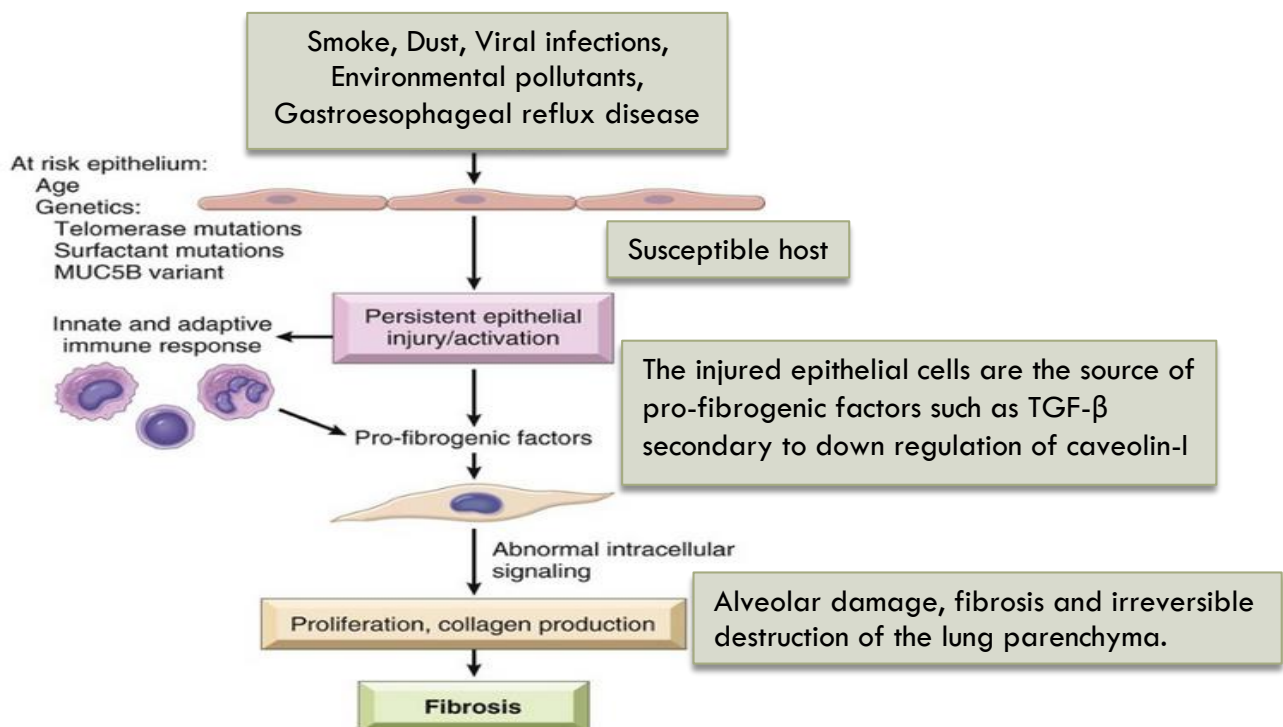 Smoke, Dust, Viral infections,
Environmental pollutants,
Gastroesophageal reflux disease
At risk epithelium:
Age
Genetics:
Telomerase mutations
Surfactant mutations
MUC5B variant
Susceptible host
Persistent epithelial
injury/activation
Innate and adaptive
immune response
The injured epithelial cells are the source of
pro-fibrogenic factors such as TGF-β
secondary to down regulation of caveolin-I
Pro-fibrogenic factors
Abnormal intracellular
signaling
Proliferation, collagen production
Alveolar damage, fibrosis and irreversible
destruction of the lung parenchyma.
Fibrosis